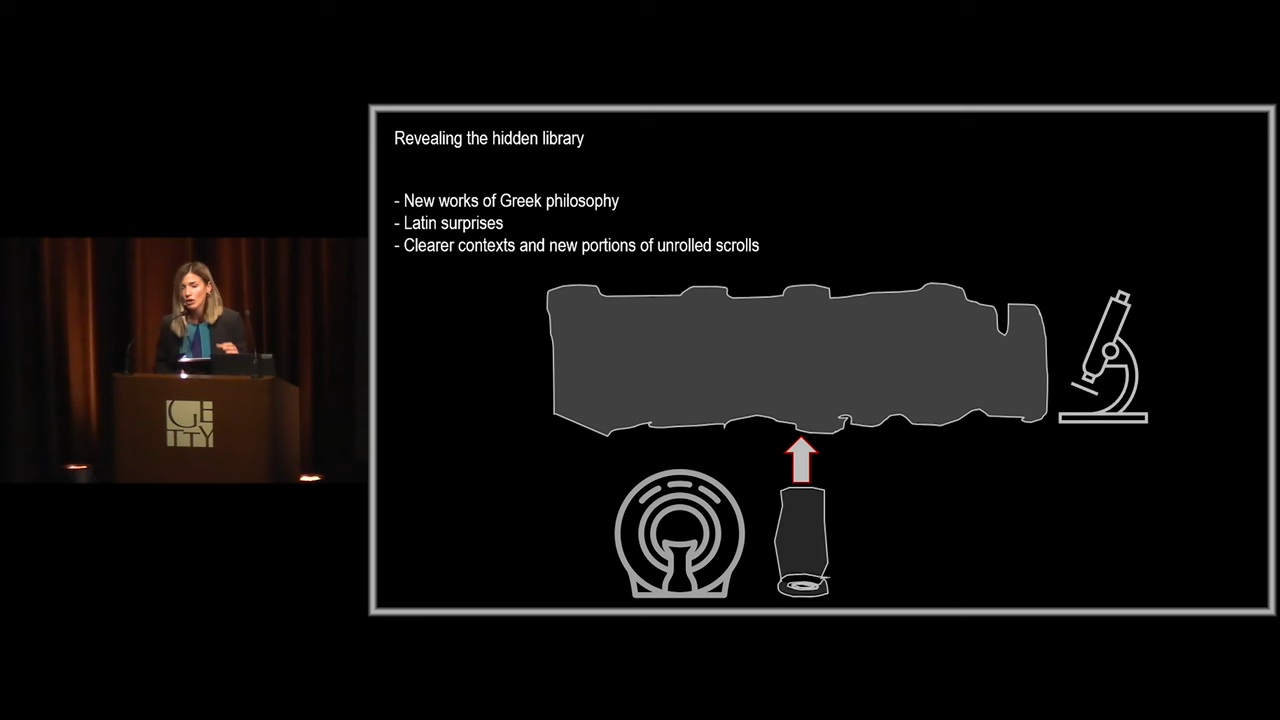 Revealing the hidden library
- New works of Greek philosophy
- Latin surprises
- Clearer contexts and new portions of unrolled scrolls
GE
TTY